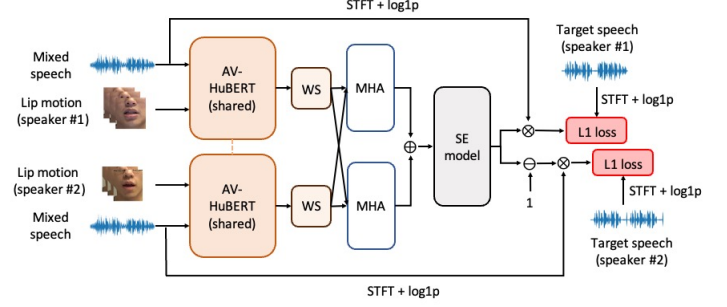 STFT + log1p
Mixed
speech
Lip motion
(speaker #1)
AV-
HuBERT
(shared)
WS
MHA
Target speech
(speaker #1)
STFT + log1p
L1 loss
SE
model
Lip motion
(speaker #2)
Mixed
speech
AV-
HuBERT
(shared)
WS
MHA
L1 loss
1
STFT + log1p
Target speech
(speaker #2)
STFT + log1p